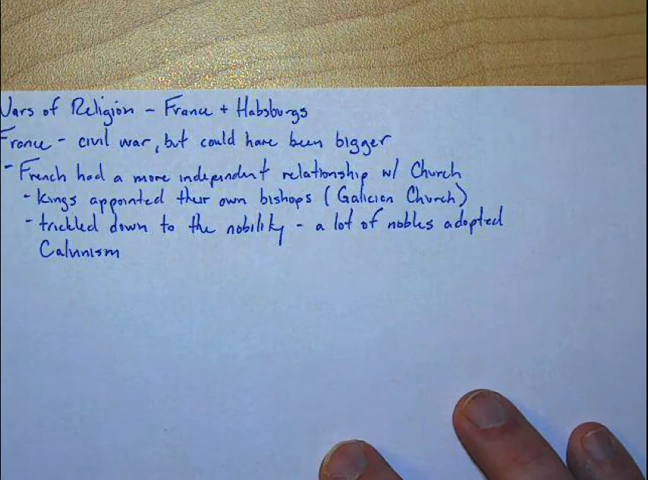 Wars of Religion - France + Habsburgs
France - civil war, but could have been bigger
- French had a more independent relationship w/ Church
- Kings appointed their own bishops (Galician Church)
- trickled down to the nobility - a lot of nobles adopted
Calvinism